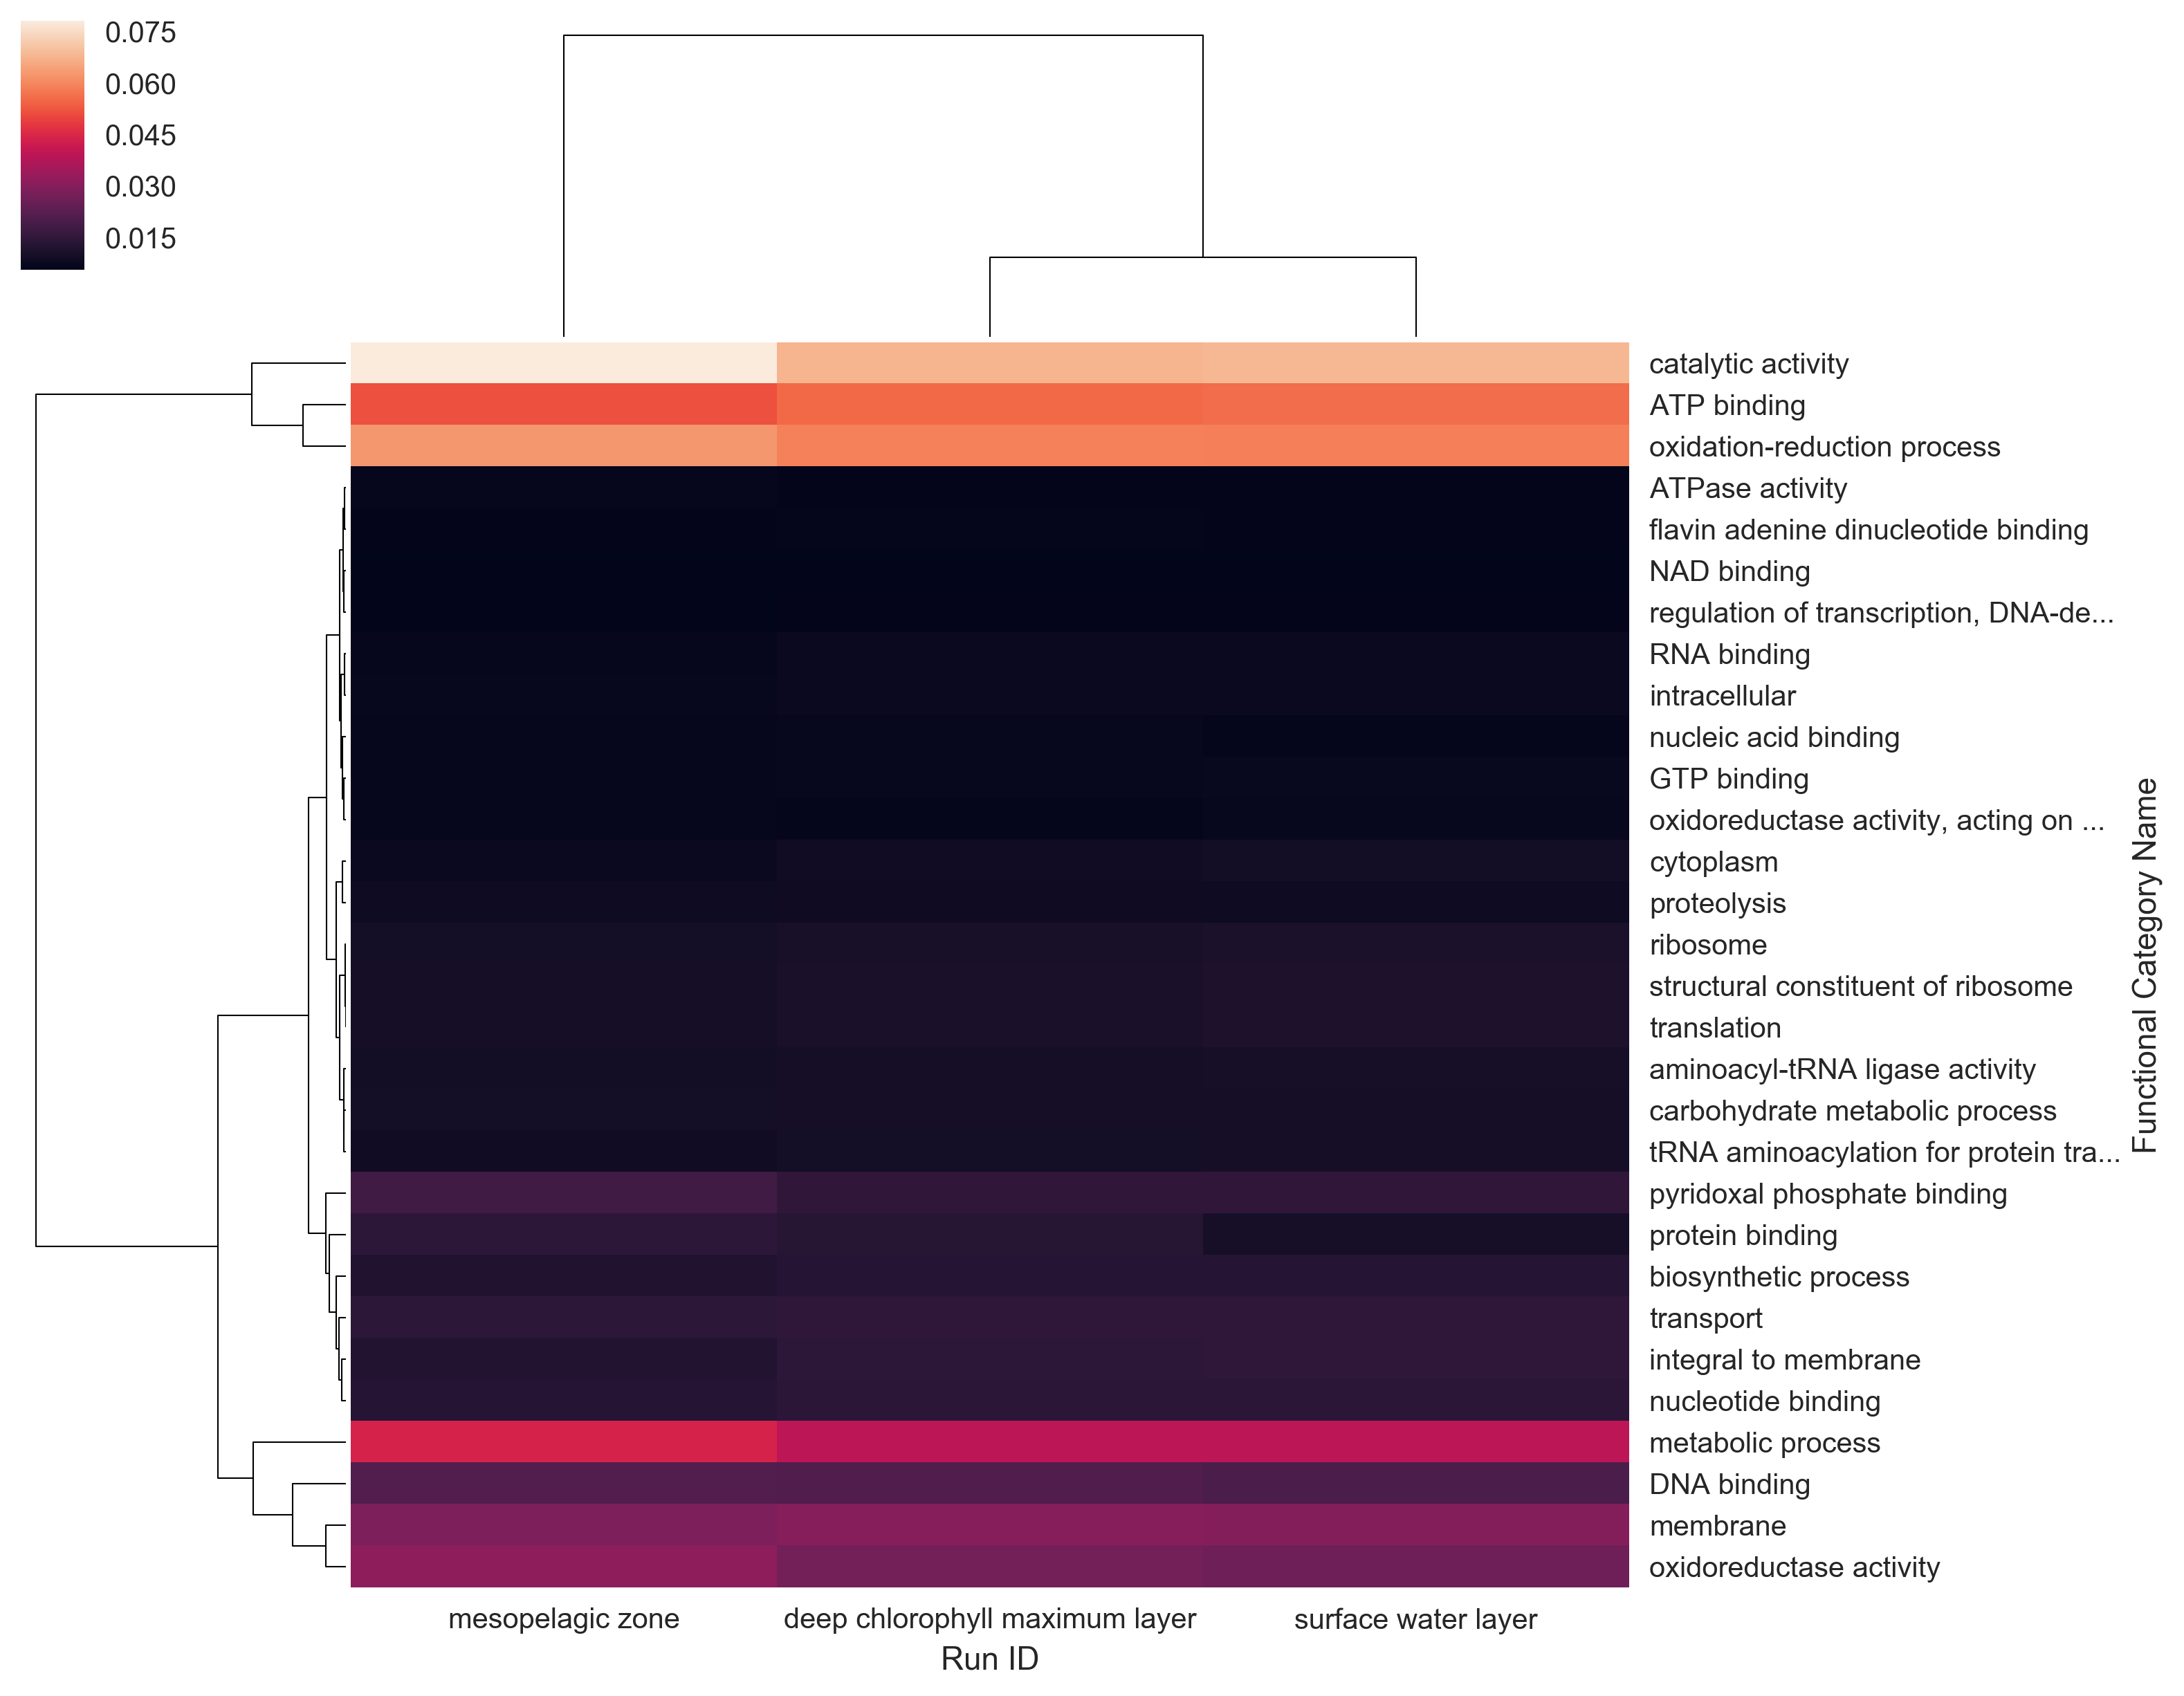 0.075
0.060
0.045
0.030
0.015
catalytic activity
ATP binding
oxidation-reduction process
ATPase activity
flavin adenine dinucleotide binding
NAD binding
regulation of transcription, DNA-de...
RNA binding
intracellular
nucleic acid binding
GTP binding
oxidoreductase activity, acting on ...
cytoplasm
proteolysis
ribosome
structural constituent of ribosome
translation
aminoacyl-tRNA ligase activity
carbohydrate metabolic process
tRNA aminoacylation for protein tra...
pyridoxal phosphate binding
protein binding
biosynthetic process
transport
integral to membrane
nucleotide binding
metabolic process
DNA binding
membrane
oxidoreductase activity
Functional Category Name
mesopelagic zone
deep chlorophyll maximum layer
surface water layer
Run ID